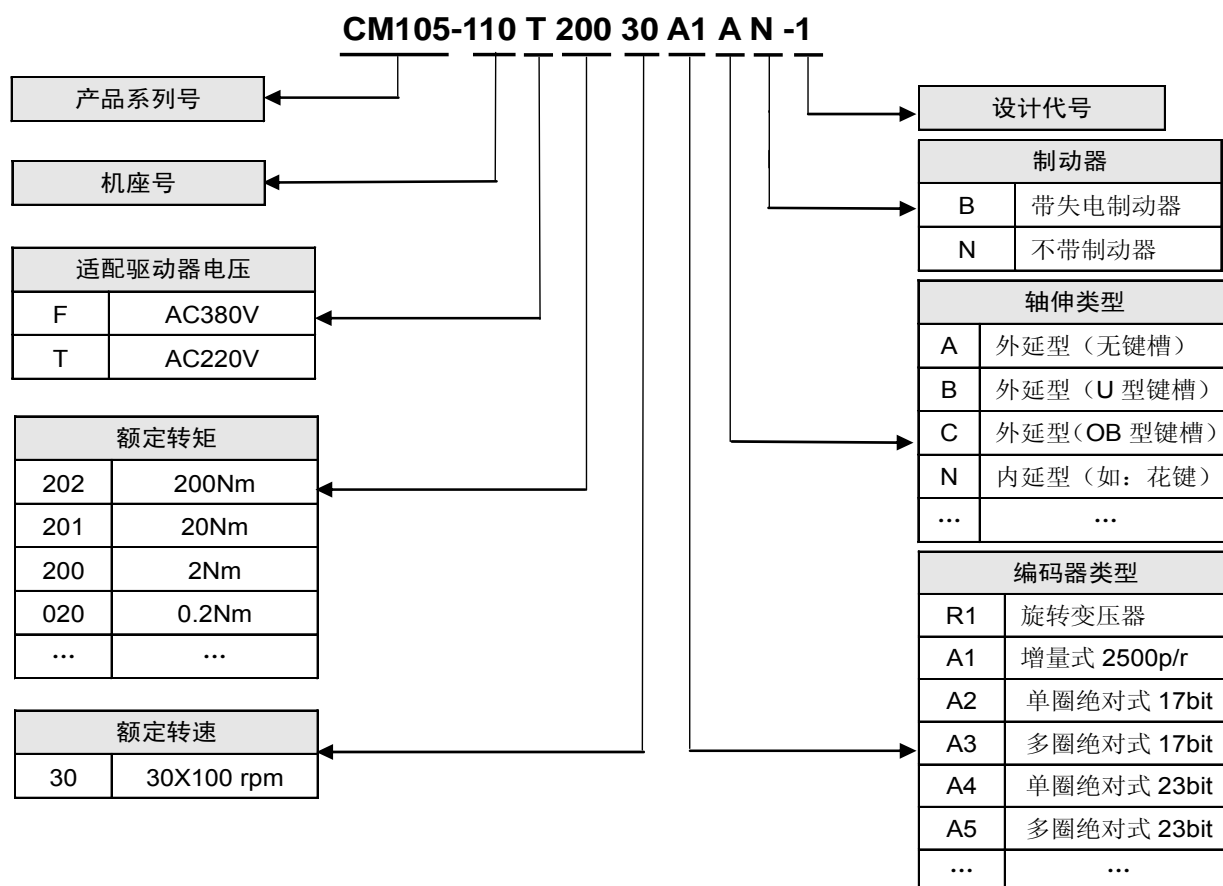 CM105-110 T 200 30 A1 A N -1
产品系列号
机座号
适配驱动器电压
F AC380V
T AC220V
额定转矩
202 200Nm
201 20Nm
200 2Nm
020 0.2Nm
… …
额定转速
30 30X100 rpm
设计代号
制动器
B 带失电制动器
N 不带制动器
轴伸类型
A 外延型（无键槽）
B 外延型（U 型键槽）
C 外延型（OB 型键槽）
N 内延型（如：花键）
… …
编码器类型
R1 旋转变压器
A1 增量式 2500p/r
A2 单圈绝对式 17bit
A3 多圈绝对式 17bit
A4 单圈绝对式 23bit
A5 多圈绝对式 23bit
… …